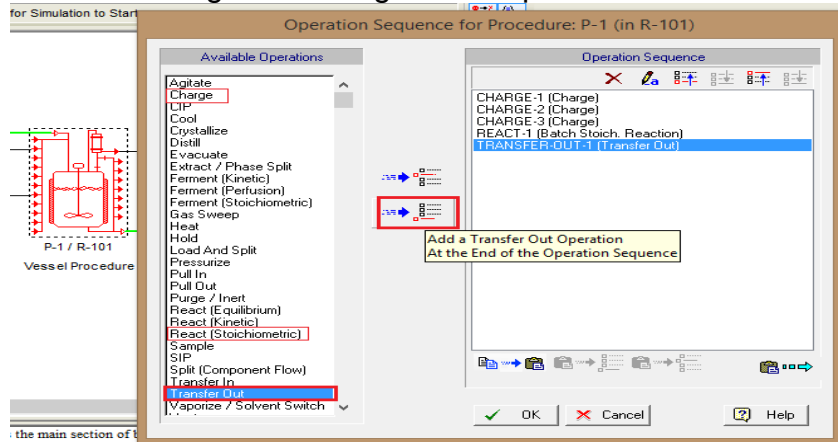 for Simulation to Start
Operation Sequence for Procedure: P-1 (in R-101)
Available Operations
Agitate
Charge
CIP
Cool
Crystallize
Distill
Evacuate
Extract / Phase Split
Ferment (Kinetic)
Ferment (Perfusion)
Ferment (Stoichiometric)
Gas Sweep
Heat
Hold
Load And Split
Pressurize
Pull In
Pull Out
Purge / Inert
React (Equilibrium)
React (Kinetic)
React (Stoichiometric)
Sample
SIP
Split (Component Flow)
Transfer In
Transfer Out
Vaporize / Solvent Switch
Operation Sequence
CHARGE-1 (Charge)
CHARGE-2 (Charge)
CHARGE-3 (Charge)
REACT-1 (Batch Stoich. Reaction)
TRANSFER-OUT-1 (Transfer Out)
Add a Transfer Out Operation
At the End of the Operation Sequence
P-1 / R-101
Vessel Procedure
OK
Cancel
Help
s the main section of